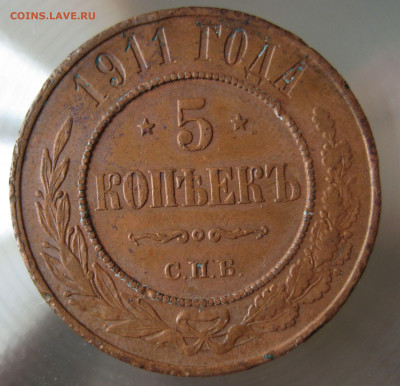 COINS.LAVE.RU
1911 ГОДА
5
КОПѢЕКЪ
С.П.Б.